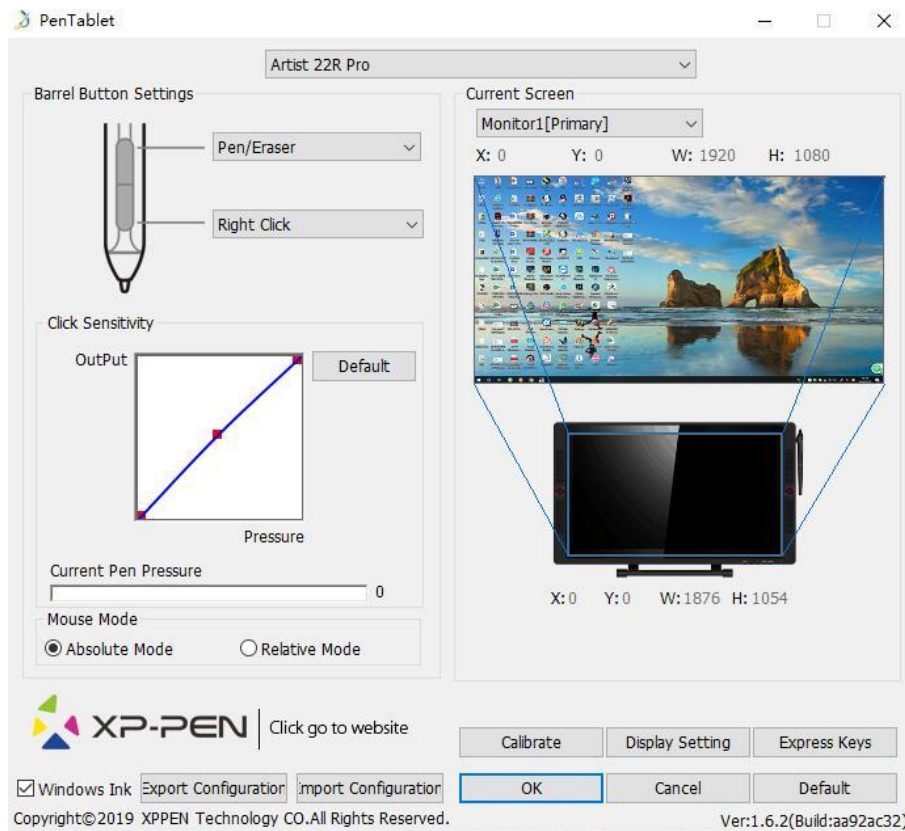 PenTablet
Artist 22R Pro
Barrel Button Settings
Pen/Eraser
Right Click
Click Sensitivity
OutPut
Default
Pressure
Current Pen Pressure
0
Mouse Mode
Absolute Mode
Relative Mode
Current Screen
Monitor1[Primary]
X: 0 Y: 0 W: 1920 H: 1080
X: 0 Y: 0 W: 1876 H: 1054
XP-PEN
Click go to website
Calibrate
Display Setting
Express Keys
Windows Ink
Export Configuration
Import Configuration
OK
Cancel
Default
Copyright©2019 XPPEN Technology CO.All Rights Reserved.
Ver:1.6.2(Build:aa92ac32)